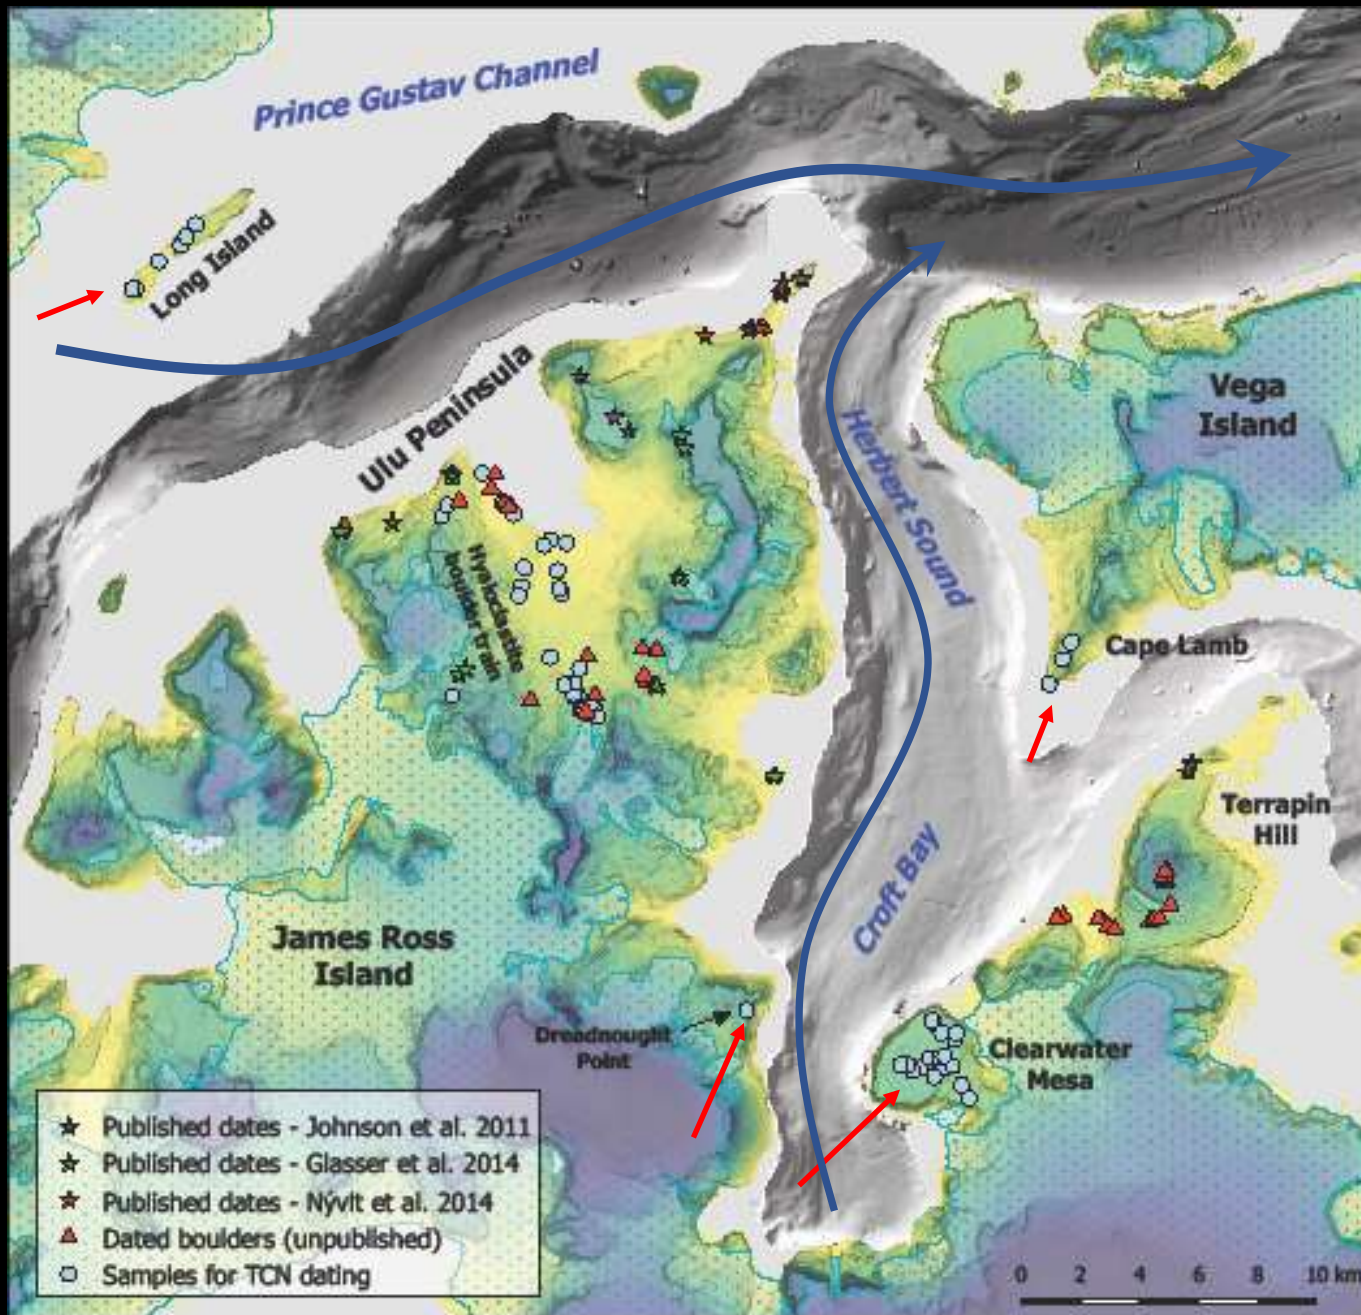 Prince Gustav Channel
Long Island
Ulu Peninsula
Herbert Sound
Vega
Island
Hyaloclastite
boulder train
Cape Lamb
Terrapin
Hill
Croft Bay
James Ross
Island
Dreadnought
Point
Clearwater
Mesa
Published dates - Johnson et al. 2011
Published dates - Glasser et al. 2014
Published dates - Nývlt et al. 2014
Dated boulders (unpublished)
Samples for TCN dating
0 2 4 6 8 10 km